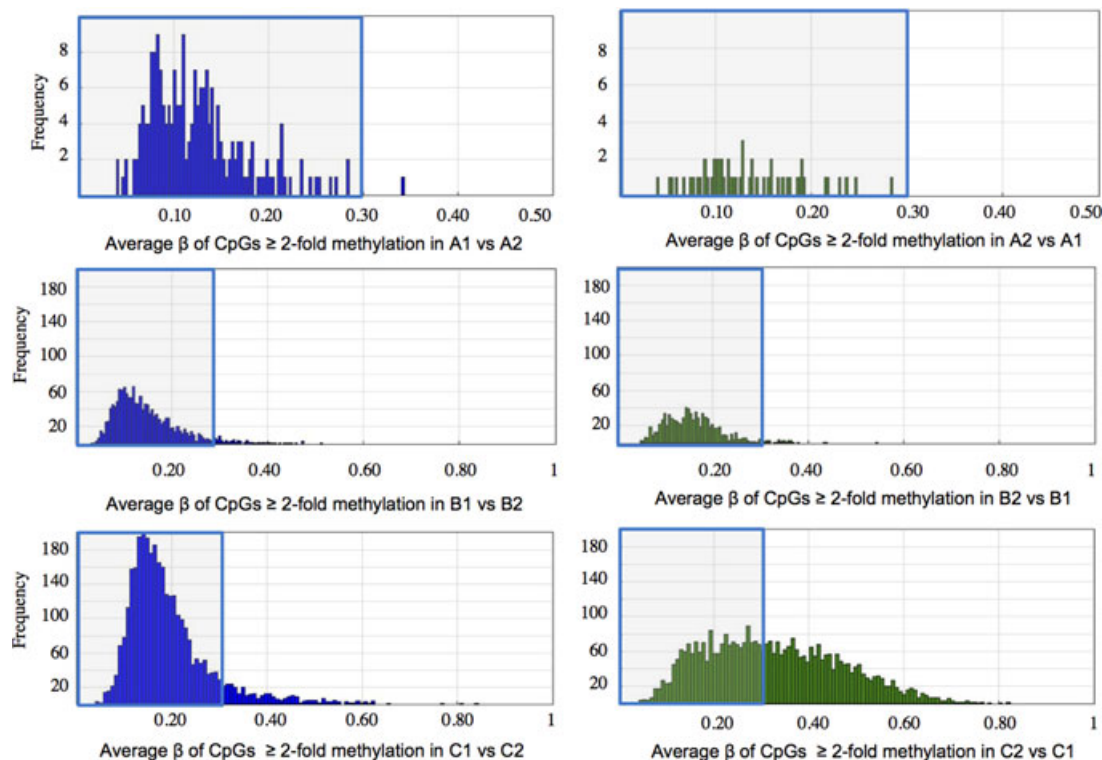 Frequency
8
6
4
2
0.10 0.20 0.30 0.40 0.50
Average β of CpGs ≥ 2-fold methylation in A1 vs A2
8
6
4
2
0.10 0.20 0.30 0.40 0.50
Average β of CpGs ≥ 2-fold methylation in A2 vs A1
Frequency
180
140
100
60
20
0.20 0.40 0.60 0.80 1
Average β of CpGs ≥ 2-fold methylation in B1 vs B2
180
140
100
60
20
0.20 0.40 0.60 0.80 1
Average β of CpGs ≥ 2-fold methylation in B2 vs B1
Frequency
180
140
100
60
20
0.20 0.40 0.60 0.80 1
Average β of CpGs ≥ 2-fold methylation in C1 vs C2
180
140
100
60
20
0.20 0.40 0.60 0.80 1
Average β of CpGs ≥ 2-fold methylation in C2 vs C1